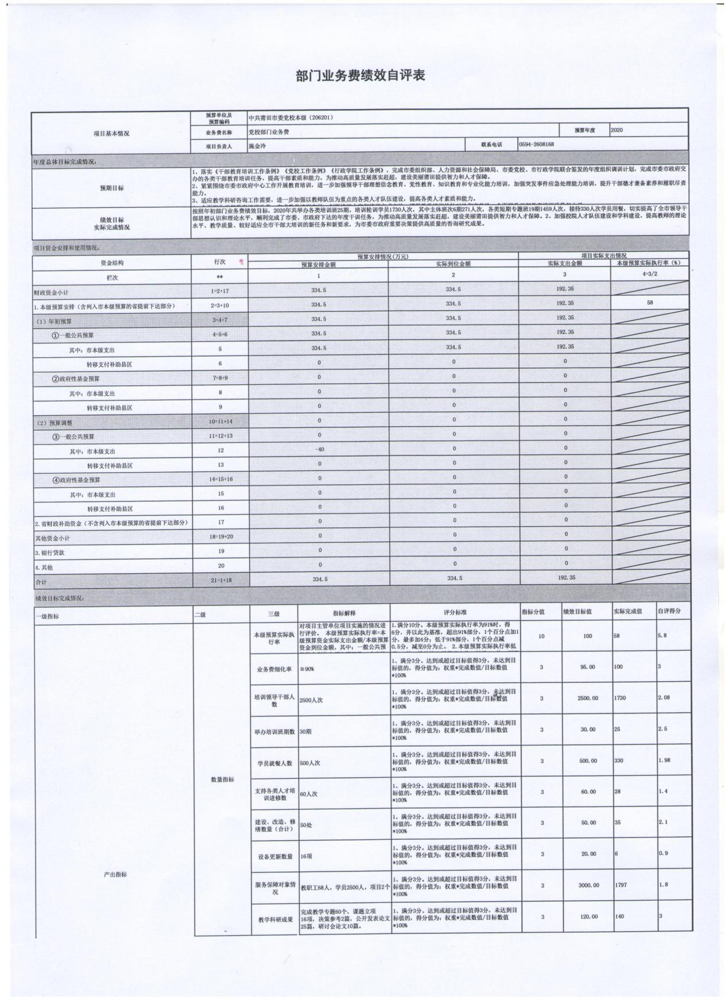 部门业务费绩效自评表
项目基本情况
预算单位及
预算编码
中共莆田市委党校本级（206201）
业务费名称 党校部门业务费 预算年度 2020
项目负责人 施金冷 联系电话 0594-2608168
年度总体目标完成情况：
预期目标
1、落实《干部教育培训工作条例》《党校工作条例》《行政学院工作条例》，完成市委组织部、人力资源和社会保障局、市委党校、市行政学院联合签发的年度组织调训计划，完成市委市政府交
办的各类干部教育培训任务，提高干部素质和能力，为推动高质量发展落实赶超，建设美丽莆田提供智力和人才保障。
2、紧紧围绕市委市政府中心工作开展教育培训，进一步加强领导干部理想信念教育、党性教育、知识教育和专业化能力培训，加强突发事件应急处理能力培训，提升干部德才兼备素养和履职尽责
能力。
3、适应教学科研咨询工作需要，进一步加强以教师队伍为重点的各类人才队伍建设，提高各类人才素质和能力。
绩效目标
实际完成情况
按照年初部门业务费绩效目标，2020年共举办各类培训班25期，培训轮训学员1730人次，其中主体班次6期271人次，各类短期专题班19期1459人次，接待330人次学员用餐，切实提高了全市领导干
部思想认识和理论水平，顺利完成了市委、市政府下达的年度干训任务，为推动高质量发展落实赶超，建设美丽莆田提供智力和人才保障。2、加强校院人才队伍建设和学科建设，提高教师的理论
水平、教学质量、较好适应全市干部大培训的新任务和新要求，为市委市政府重要决策提供高质量的咨询研究成果。
项目资金安排和使用情况：
资金结构 行次 预算安排情况(万元) 项目实际支出情况
预算安排金额 实际到位金额 实际支出金额 本级预算实际执行率（%）
栏次 ** 1 2 3 4=3/2
财政资金小计 1=2+17 334.5 334.5 192.35
1.本级预算安排（含列入市本级预算的省提前下达部分） 2=3+10 334.5 334.5 192.35 58
（1）年初预算 3=4+7 334.5 334.5 192.35
①一般公共预算 4=5+6 334.5 334.5 192.35
其中：市本级支出 5 334.5 334.5 192.35
转移支付补助县区 6 0 0 0
②政府性基金预算 7=8+9 0 0 0
其中：市本级支出 8 0 0 0
转移支付补助县区 9 0 0 0
（2）预算调整 10=11+14 0 0 0
③一般公共预算 11=12+13 0 0 0
其中：市本级支出 12 -40 0 0
转移支付补助县区 13 0 0 0
④政府性基金预算 14=15+16 0 0 0
其中：市本级支出 15 0 0 0
转移支付补助县区 16 0 0 0
2.省财政补助资金（不含列入市本级预算的省提前下达部分） 17 0 0 0
其他资金小计 18=19+20 0 0 0
3.银行贷款 19 0 0 0
4.其他 20 0 0 0
合计 21=1+18 334.5 334.5 192.35
绩效目标完成情况：
一级指标 二级 三级 指标解释 评分标准 指标分值 绩效目标值 实际完成值 自评得分
产出指标
数量指标
本级预算实际执
行率
对项目主管单位项目实施的情况进
行评价。 本级预算实际执行率=本
级预算资金实际支出金额/本级预算
资金到位金额。其中：一般公共预
1.满分10分。本级预算实际执行率为91%时，得
6分，并以此为基准，超出91%部分，1个百分点加1
分，最多加4分；低于91%部分，1个百分点减
0.5分，减至0分为止。 2.本级预算实际执行率低
10 100 58 5.8
业务费细化率 ≧90%
1、满分3分。达到或超过目标值得3分，未达到目
标值的，得分值为：权重*完成数值/目标数值
*100%
3 95.00 100 3
培训领导干部人
数
2500人次
1、满分3分。达到或超过目标值得3分，未达到目
标值的，得分值为：权重*完成数值/目标数值
*100%
3 2500.00 1730 2.08
举办培训班期数 30期
1、满分3分。达到或超过目标值得3分，未达到目
标值的，得分值为：权重*完成数值/目标数值
*100%
3 30.00 25 2.5
学员就餐人数 500人次
1、满分3分。达到或超过目标值得3分，未达到目
标值的，得分值为：权重*完成数值/目标数值
*100%
3 500.00 330 1.98
支持各类人才培
训进修数
60人次
1、满分3分。达到或超过目标值得3分，未达到目
标值的，得分值为：权重*完成数值/目标数值
*100%
3 60.00 28 1.4
建设、改造、修
缮数量（合计）
50处
1、满分3分。达到或超过目标值得3分，未达到目
标值的，得分值为：权重*完成数值/目标数值
*100%
3 50.00 35 2.1
设备更新数量 16项
1、满分3分。达到或超过目标值得3分，未达到目
标值的，得分值为：权重*完成数值/目标数值
*100%
3 20.00 6 0.9
服务保障对象情
况
教职工68人，学员2500人，项目2个
1、满分3分。达到或超过目标值得3分，未达到目
标值的，得分值为：权重*完成数值/目标数值
*100%
3 3000.00 1797 1.8
教学科研成果
完成教学专题60个，课题立项
16项，决策参考2篇，公开发表论文
25篇，研讨会论文10篇。
1、满分3分。达到或超过目标值得3分，未达到目
标值的，得分值为：权重*完成数值/目标数值
*100%
3 120.00 140 3